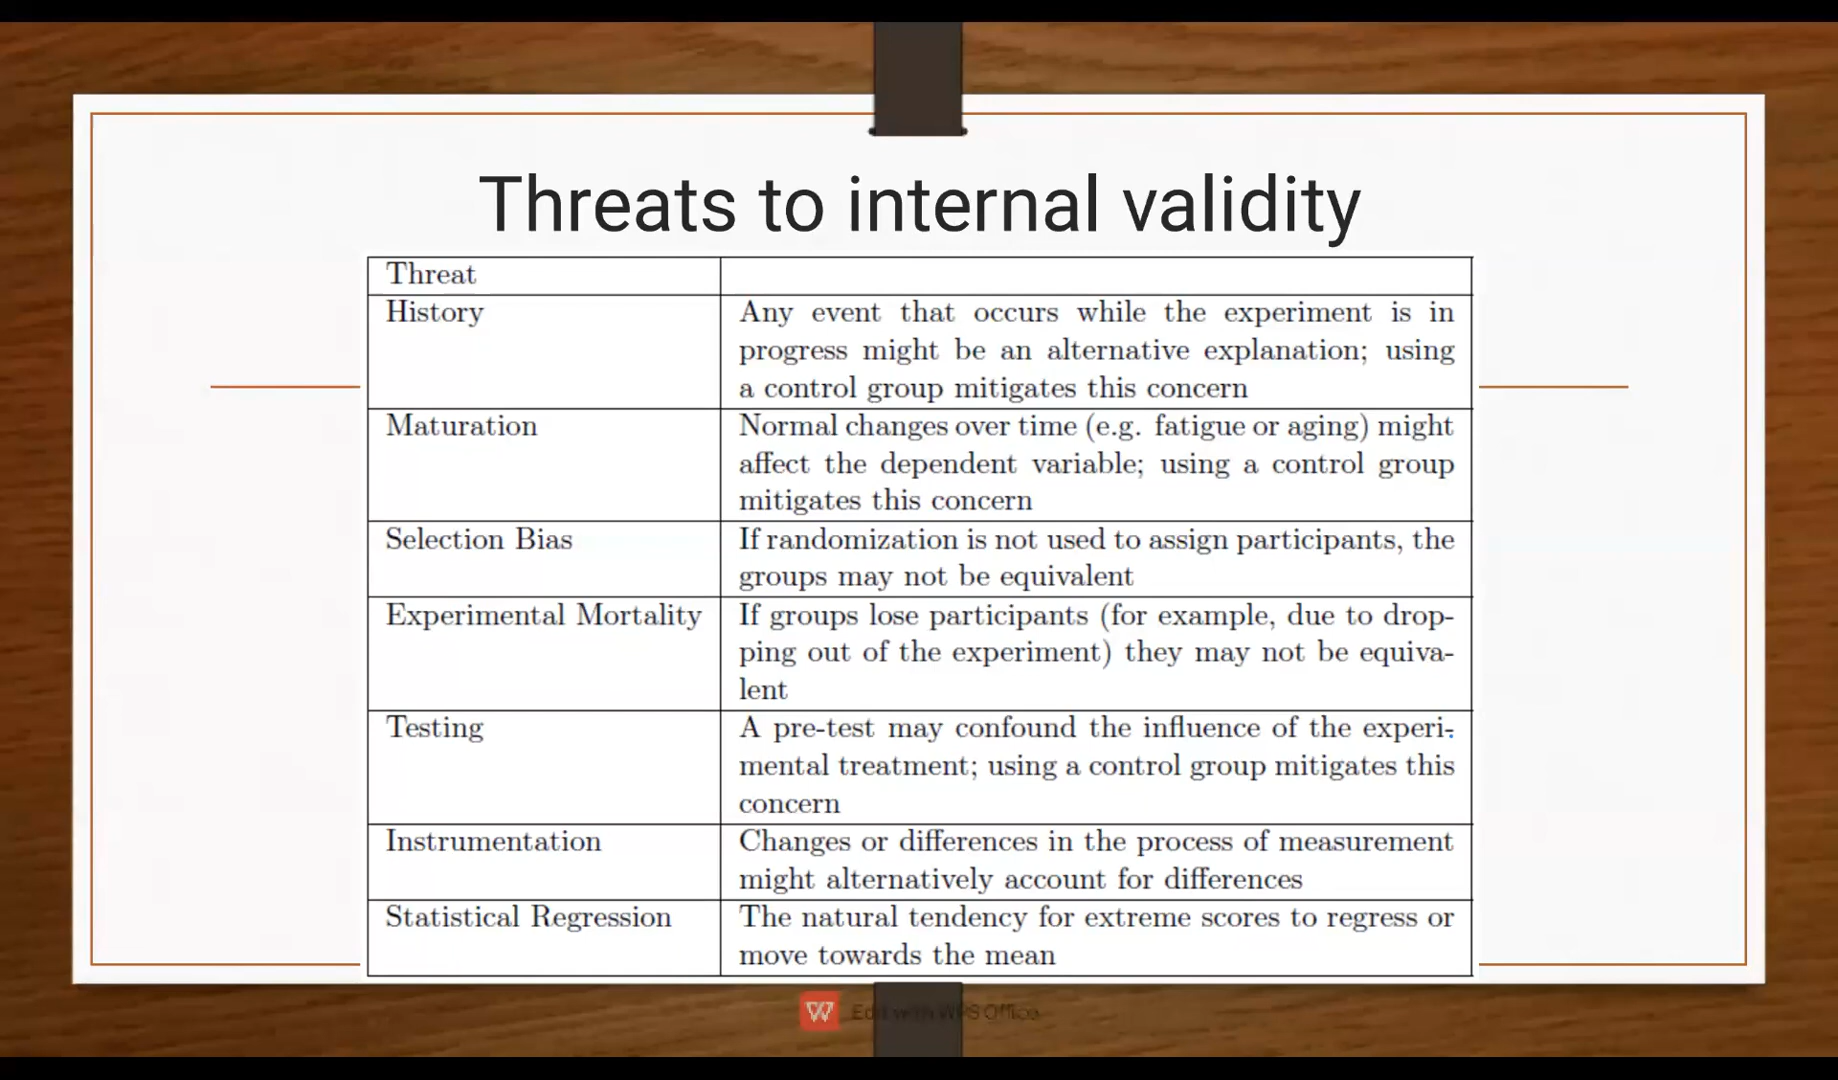 Threats to internal validity
Threat
History
Any event that occurs while the experiment is in
progress might be an alternative explanation; using
a control group mitigates this concern
Maturation
Normal changes over time (e.g. fatigue or aging) might
affect the dependent variable; using a control group
mitigates this concern
Selection Bias
If randomization is not used to assign participants, the
groups may not be equivalent
Experimental Mortality
If groups lose participants (for example, due to drop-
ping out of the experiment) they may not be equiva-
lent
Testing
A pre-test may confound the influence of the experi-
mental treatment; using a control group mitigates this
concern
Instrumentation
Changes or differences in the process of measurement
might alternatively account for differences
Statistical Regression
The natural tendency for extreme scores to regress or
move towards the mean
Edit with WPS Office